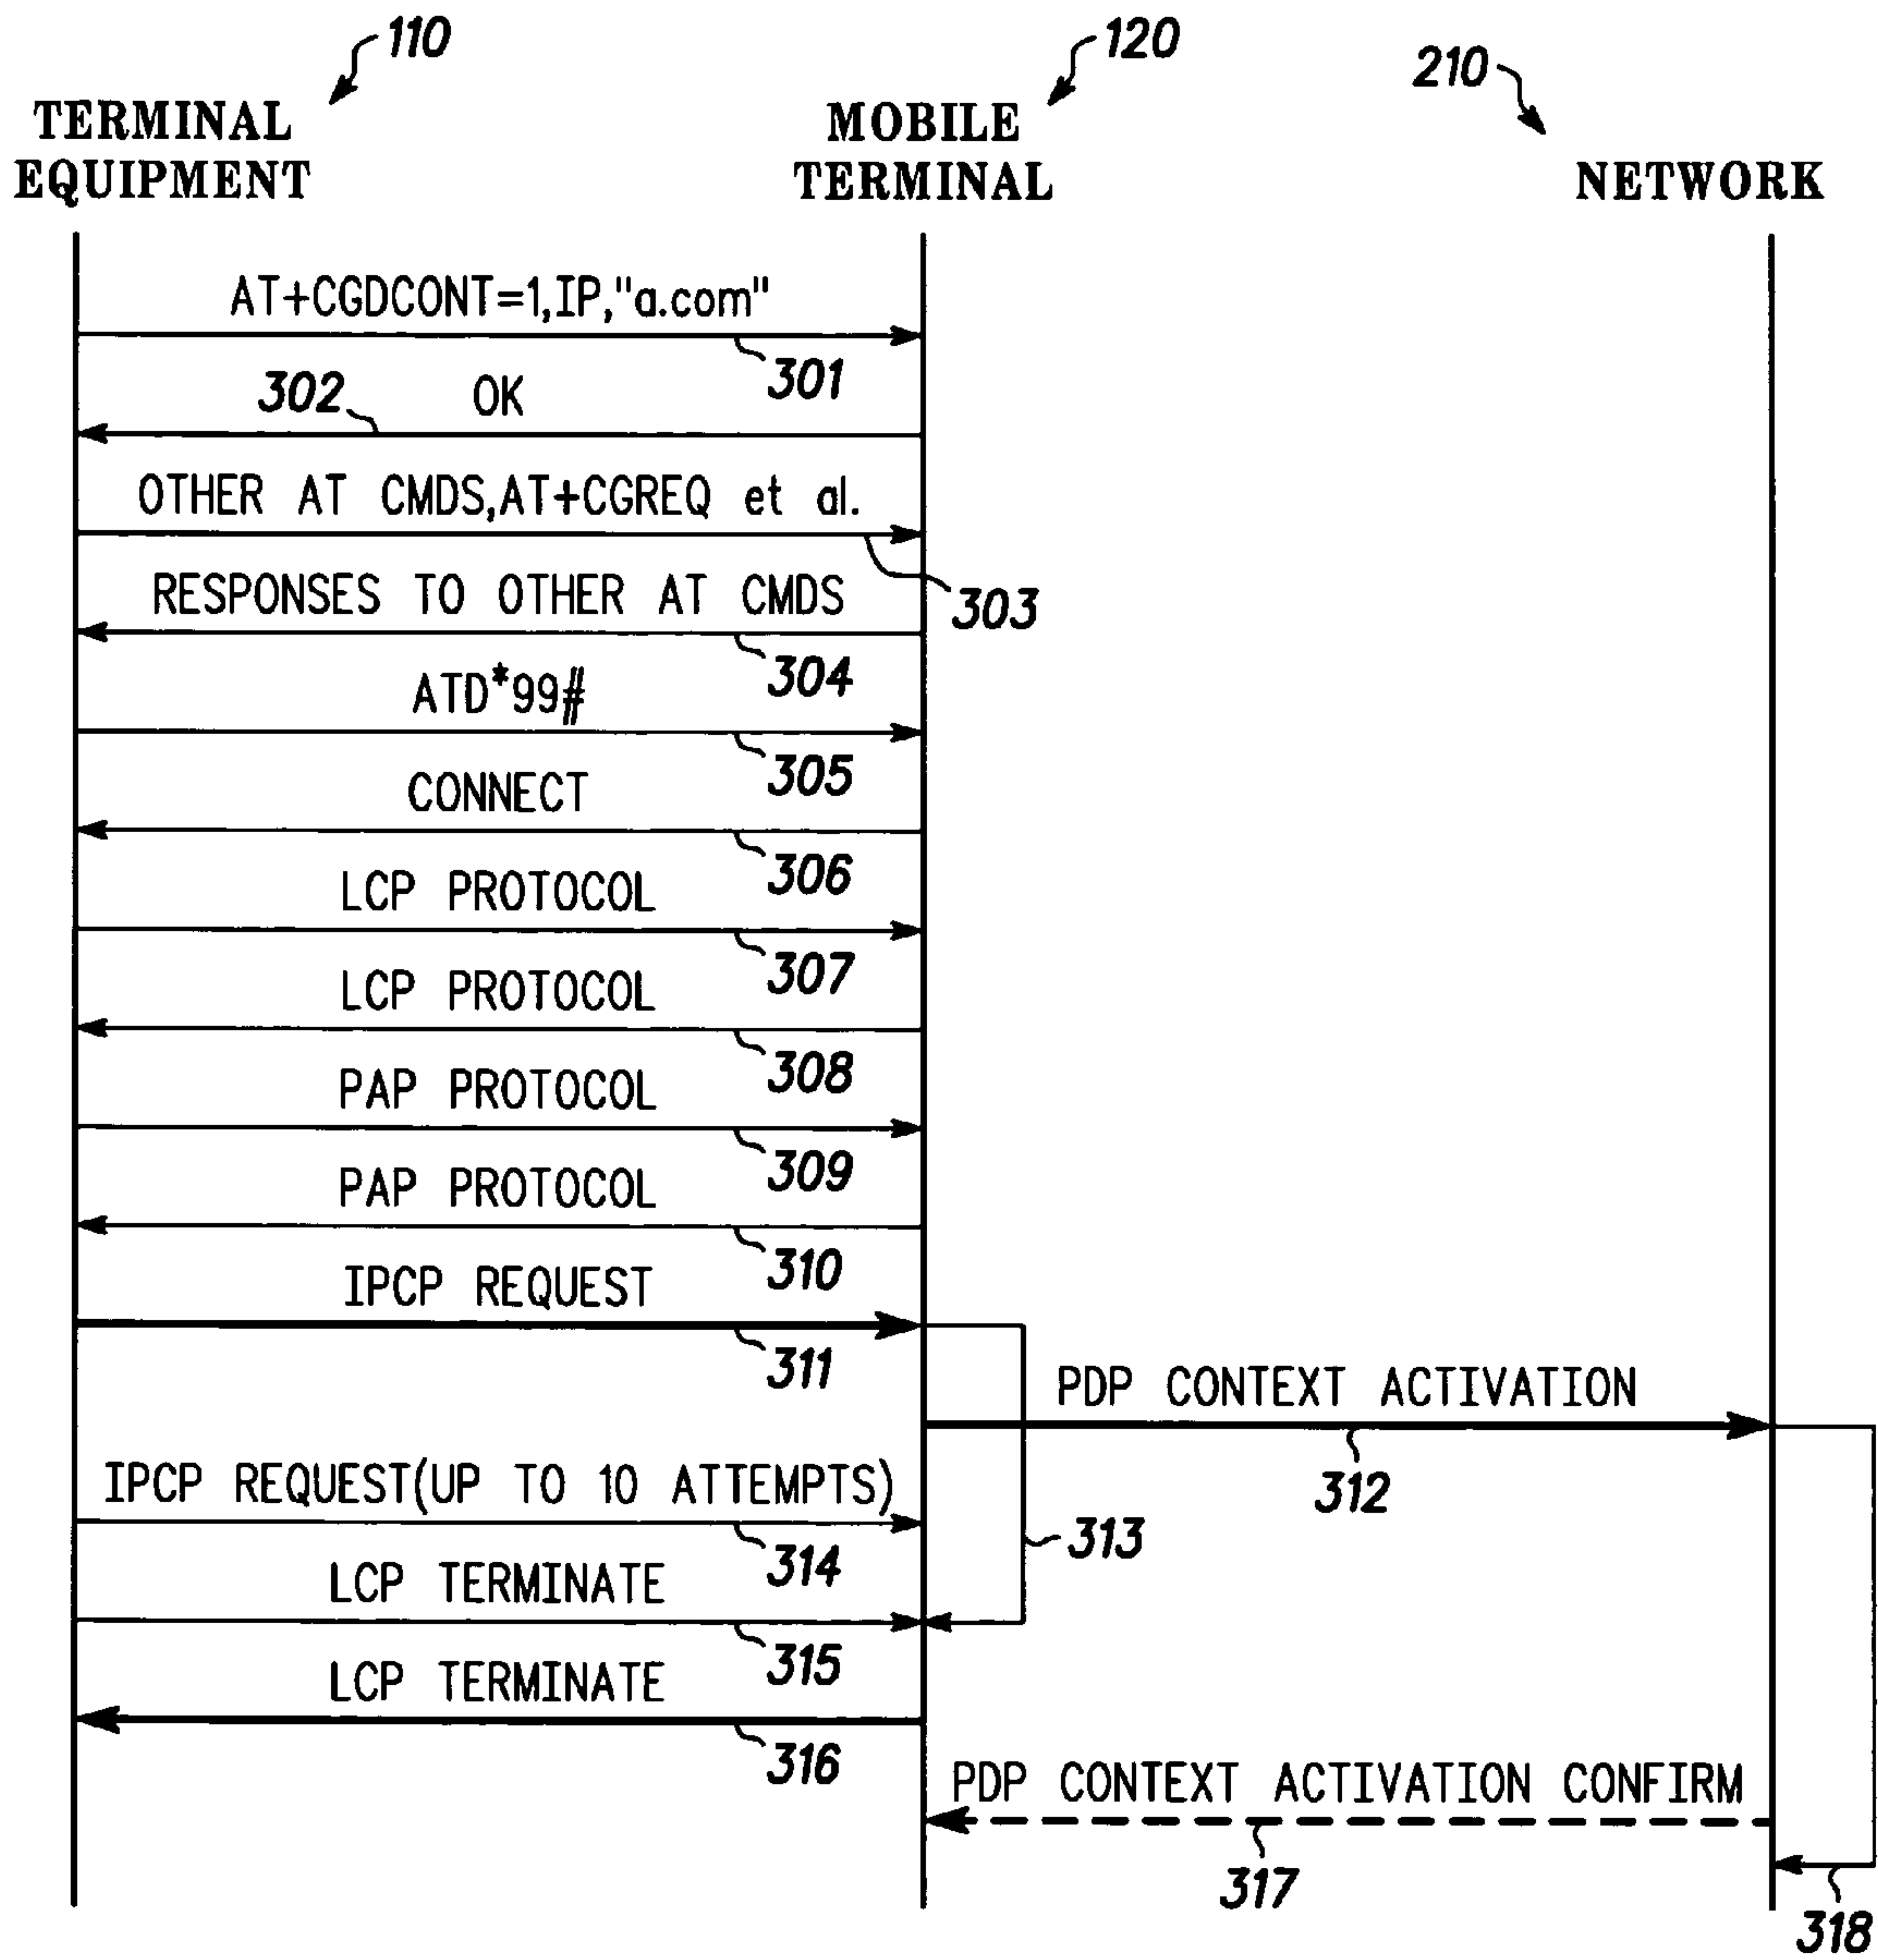 110
120
210
TERMINAL
EQUIPMENT
MOBILE
TERMINAL
NETWORK
AT+CGDCONT=1,IP,"a.com"
301
302
OK
OTHER AT CMDS,AT+CGREQ et al.
303
RESPONSES TO OTHER AT CMDS
304
ATD*99#
305
CONNECT
306
LCP PROTOCOL
307
LCP PROTOCOL
308
PAP PROTOCOL
309
PAP PROTOCOL
310
IPCP REQUEST
311
PDP CONTEXT ACTIVATION
312
IPCP REQUEST(UP TO 10 ATTEMPTS)
313
314
LCP TERMINATE
315
LCP TERMINATE
316
PDP CONTEXT ACTIVATION CONFIRM
317
318